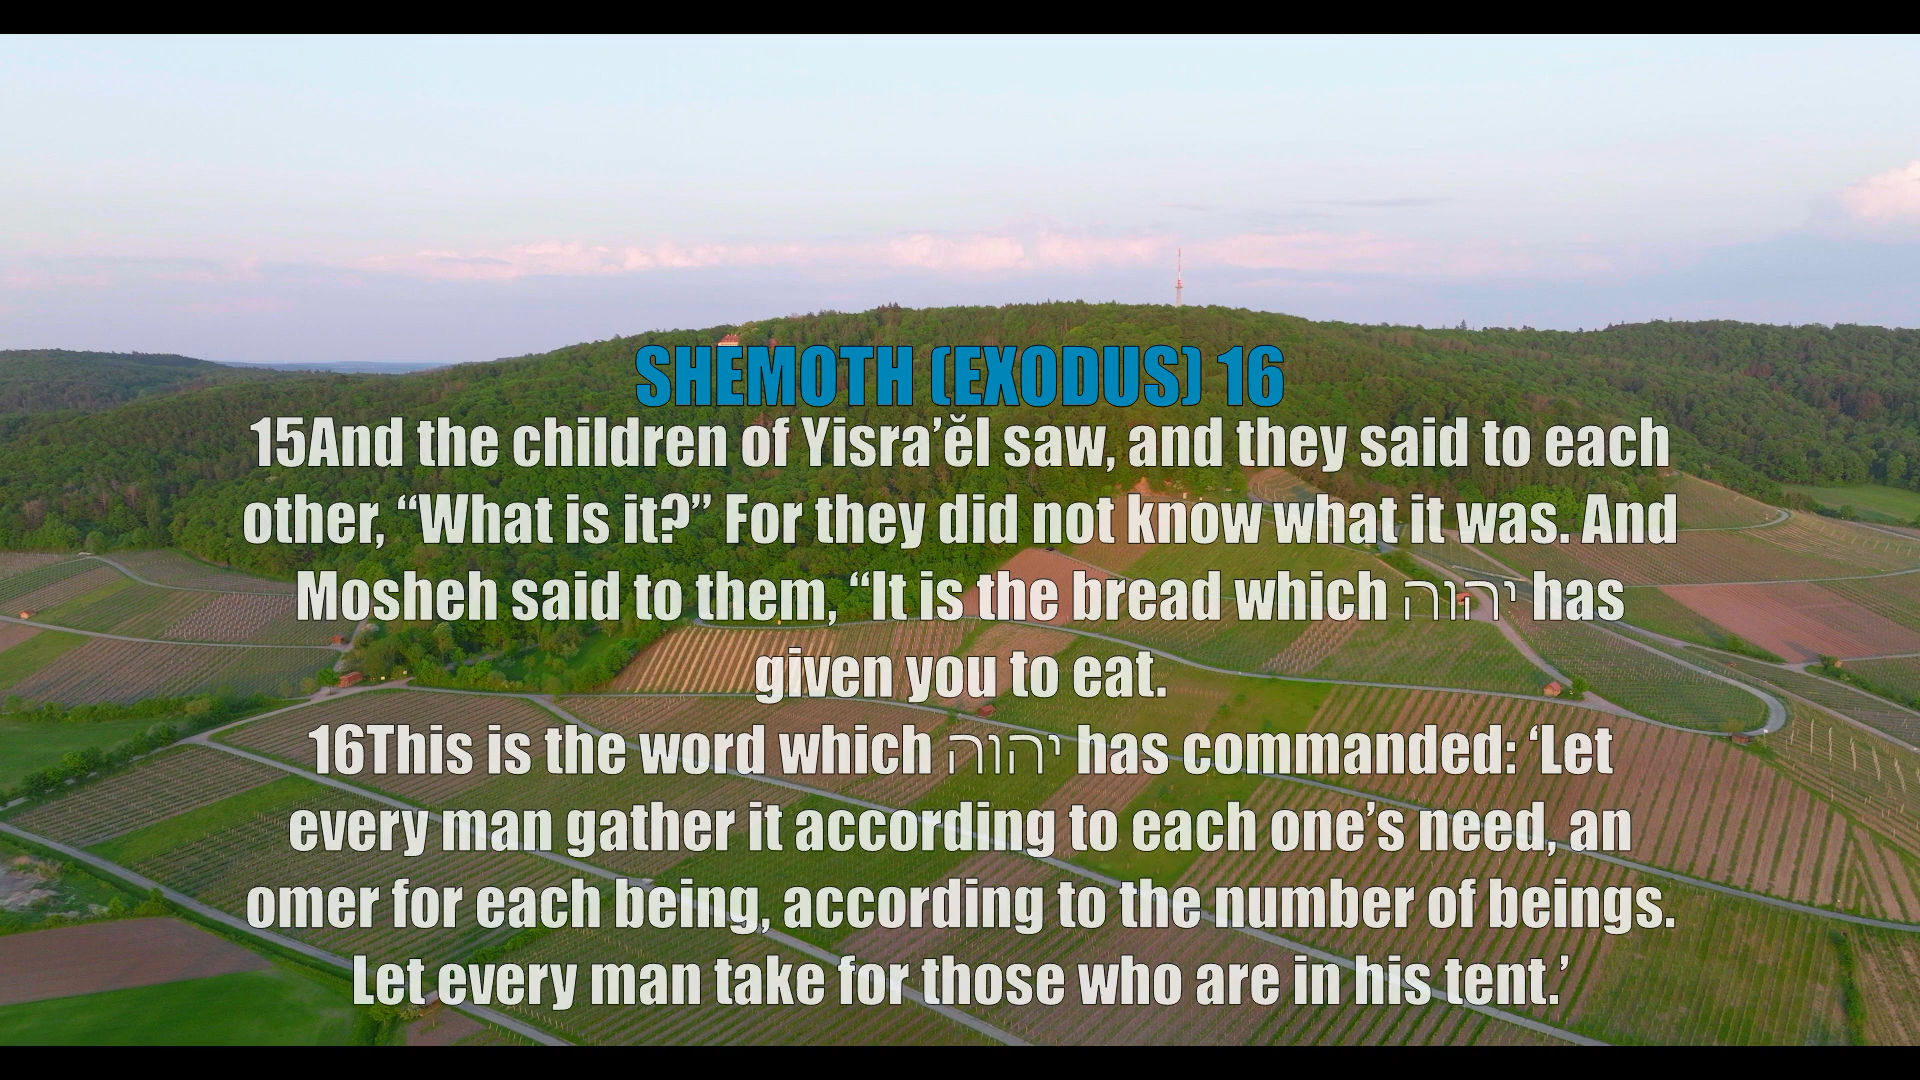 SHEMOTH (EXODUS) 16
15And the children of Yisra’ĕl saw, and they said to each
other, “What is it?” For they did not know what it was. And
Mosheh said to them, “It is the bread which יהוה has
given you to eat.
16This is the word which יהוה has commanded: ‘Let
every man gather it according to each one’s need, an
omer for each being, according to the number of beings.
Let every man take for those who are in his tent.’